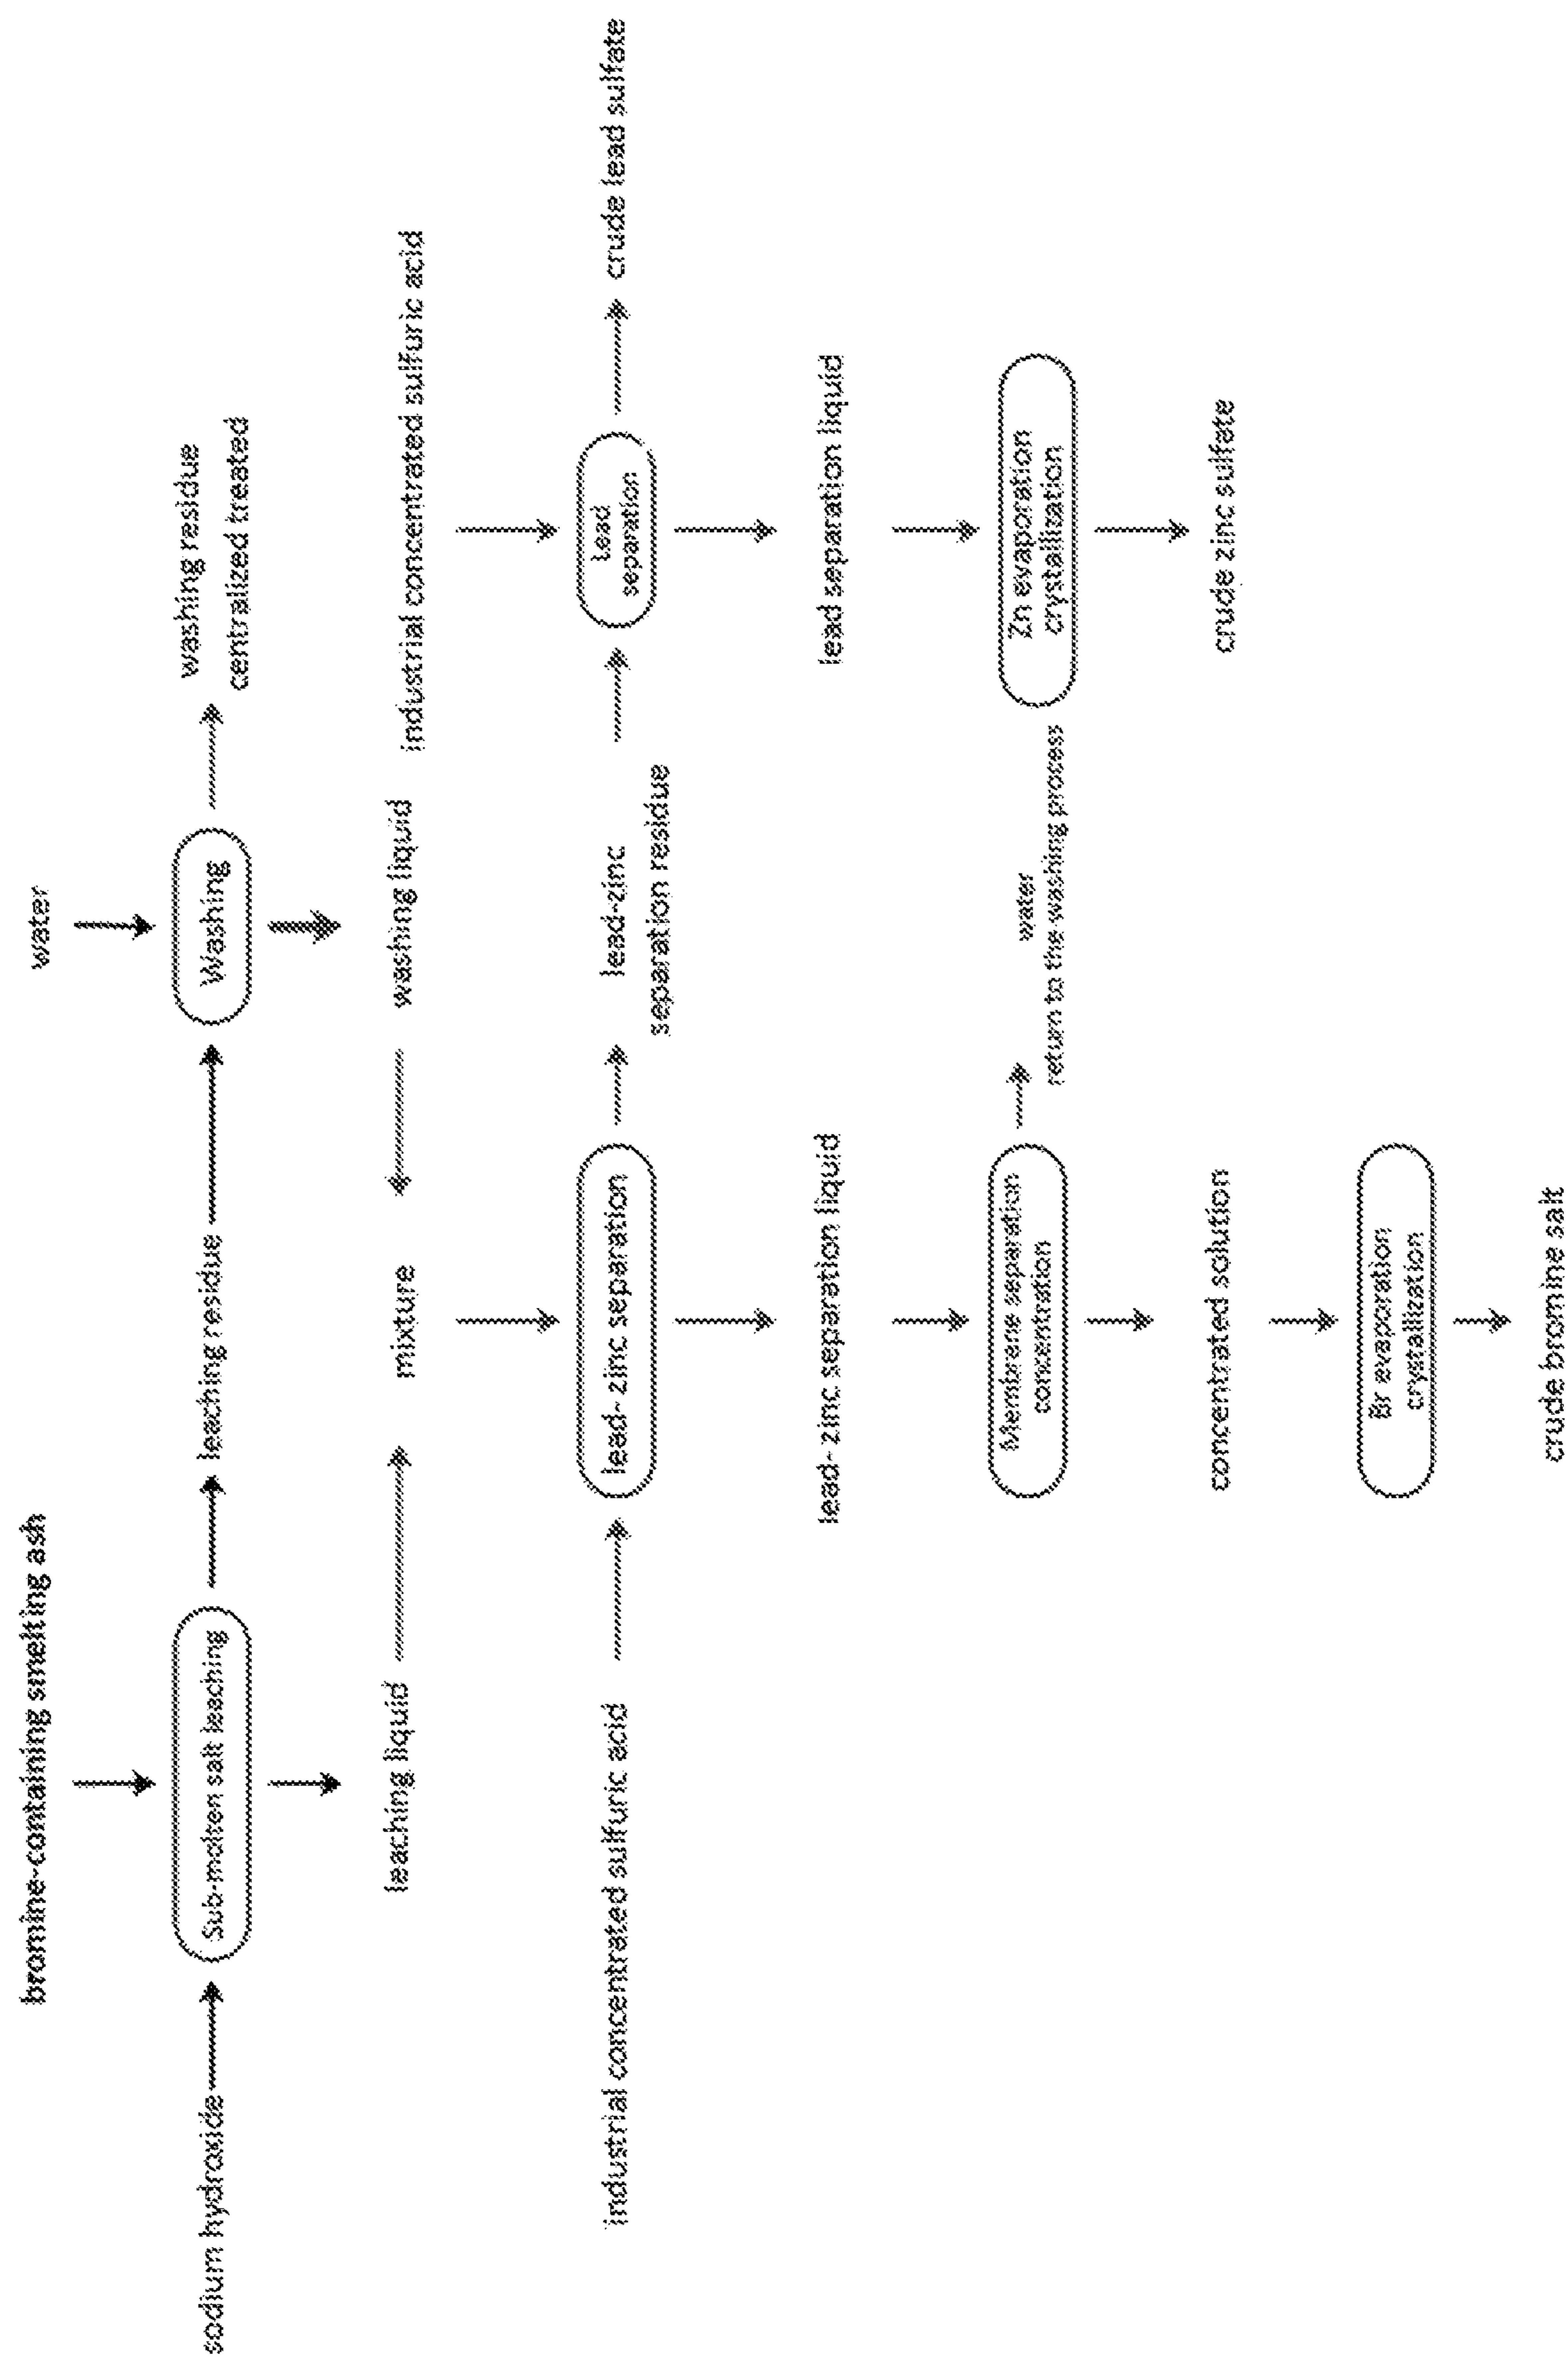 bromine-containing smelting ash
water
sodium hydroxide
Sub-molten salt leaching
leaching residue
Washing
washing residue
centralized treated
leaching liquid
mixture
washing liquid
industrial concentrated sulfuric acid
industrial concentrated sulfuric acid
lead- zinc separation
lead-zinc
separation residue
Lead
separation
crude lead sulfate
lead- zinc separation liquid
lead separation liquid
Membrene separation
concentration
water
return to the washing process
Zn evaporation
crystallization
concentrated solution
crude zinc sulfate
Br evaporation
crystallization
crude bromine salt